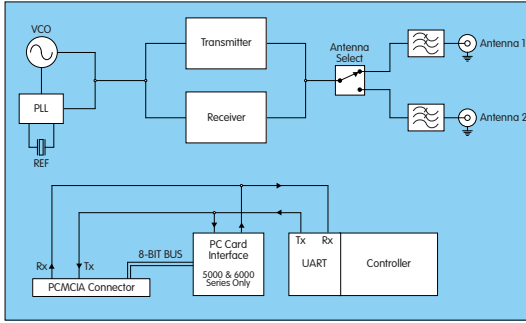 VCO
Transmitter
Antenna
Select
Antenna 1
PLL
Receiver
Antenna 2
REF
Tx
Rx
8-BIT BUS
PC Card
Interface
5000 & 6000
Series Only
UART
Controller
Rx
Tx
PCMCIA Connector